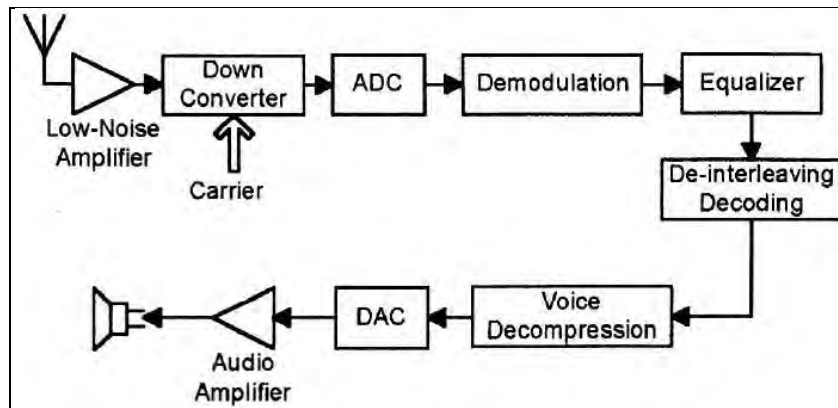 Low-Noise
Amplifier
Down
Converter
Carrier
ADC
Demodulation
Equalizer
De-interleaving
Decoding
Voice
Decompression
DAC
Audio
Amplifier